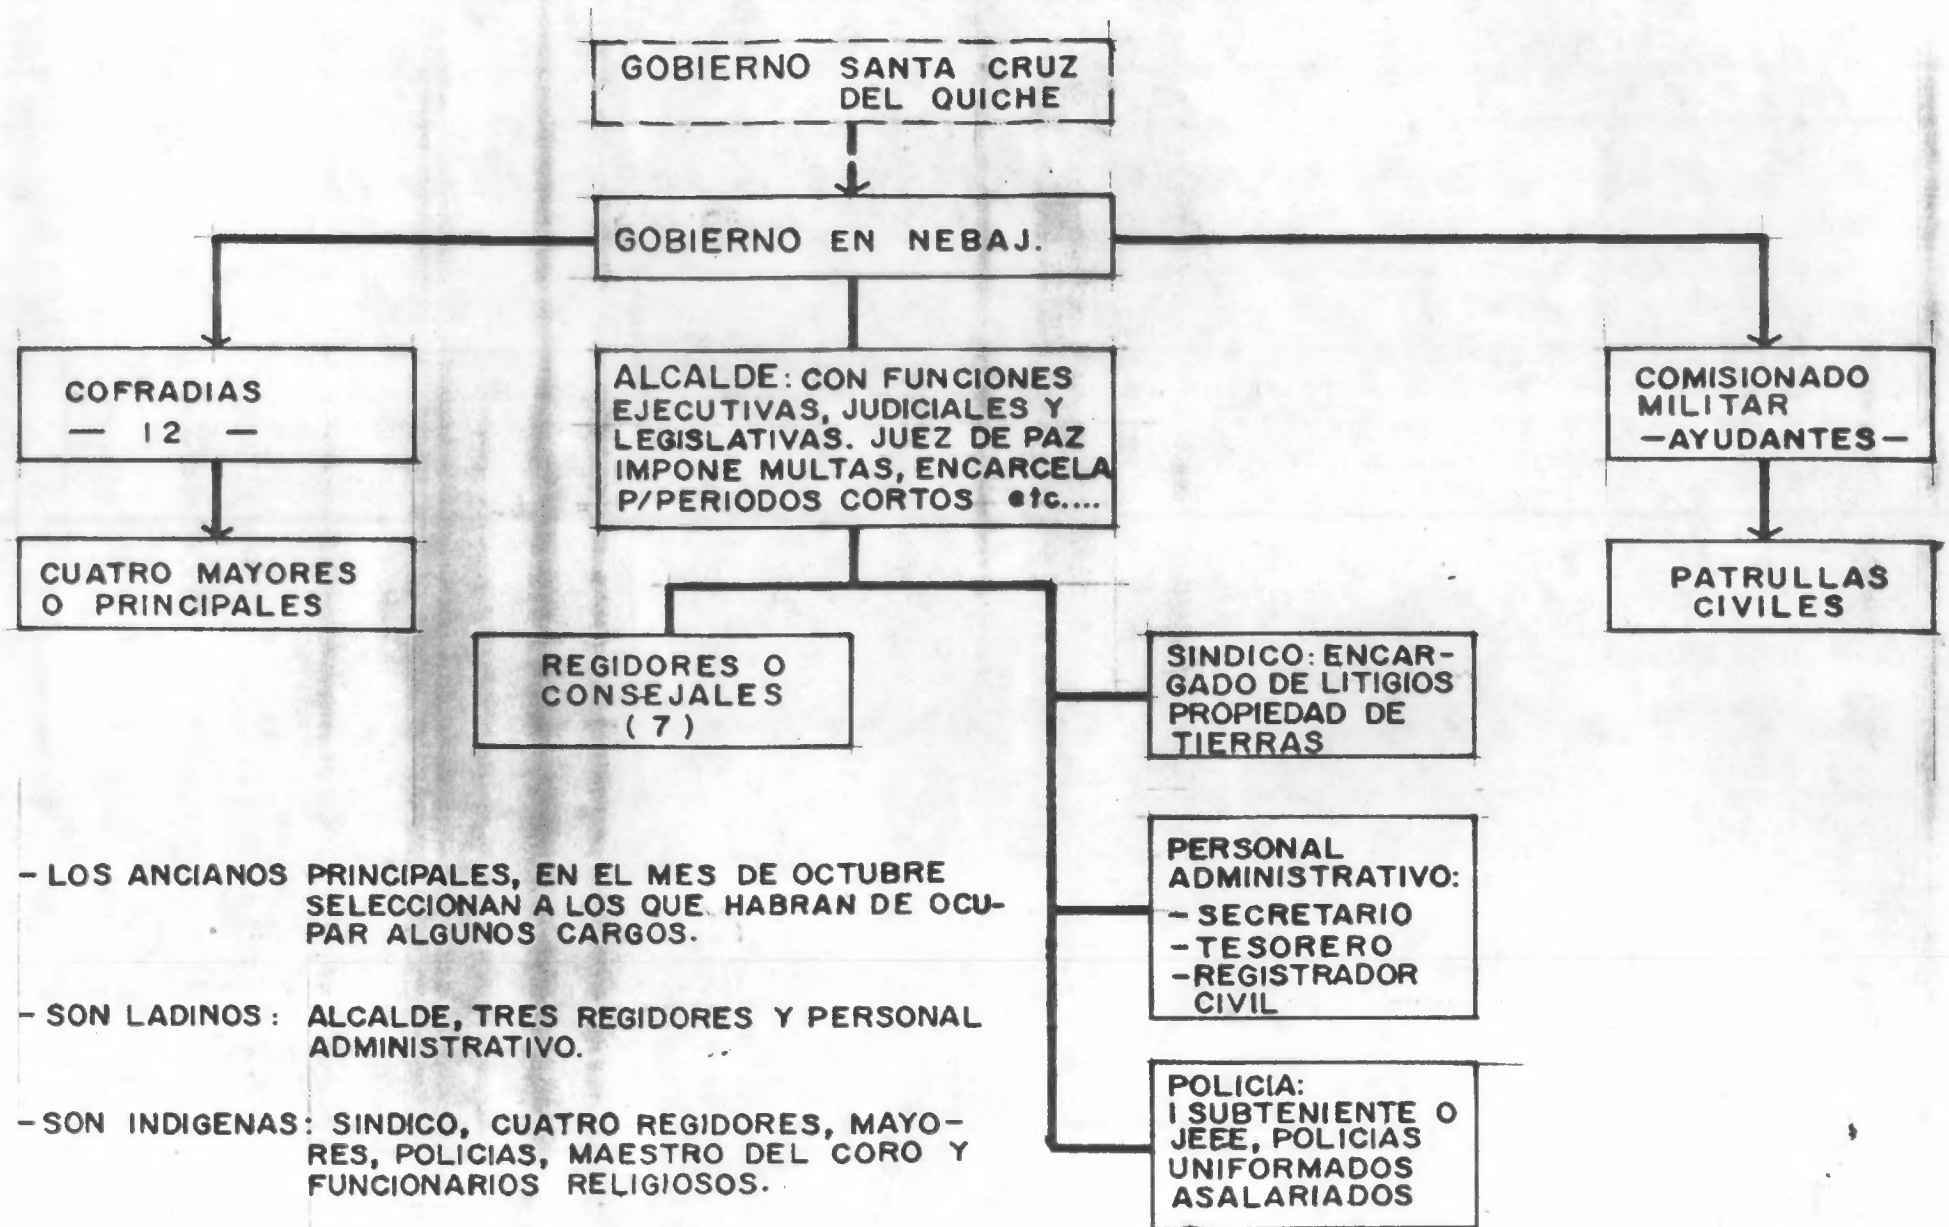 GOBIERNO SANTA CRUZ
DEL QUICHE
GOBIERNO EN NEBAJ.
COFRADIAS
— 12 —
CUATRO MAYORES
O PRINCIPALES
ALCALDE: CON FUNCIONES
EJECUTIVAS, JUDICIALES Y
LEGISLATIVAS. JUEZ DE PAZ
IMPONE MULTAS, ENCARCELA
P/PERIODOS CORTOS etc....
COMISIONADO
MILITAR
—AYUDANTES—
PATRULLAS
CIVILES
REGIDORES O
CONSEJALES
(7)
SINDICO: ENCAR-
GADO DE LITIGIOS
PROPIEDAD DE
TIERRAS
PERSONAL
ADMINISTRATIVO:
- SECRETARIO
- TESORERO
- REGISTRADOR
CIVIL
POLICIA:
I SUBTENIENTE O
JEEE, POLICIAS
UNIFORMADOS
ASALARIADOS
- LOS ANCIANOS PRINCIPALES, EN EL MES DE OCTUBRE
SELECCIONAN A LOS QUE HABRAN DE OCU-
PAR ALGUNOS CARGOS.
- SON LADINOS: ALCALDE, TRES REGIDORES Y PERSONAL
ADMINISTRATIVO.
- SON INDIGENAS: SINDICO, CUATRO REGIDORES, MAYO-
RES, POLICIAS, MAESTRO DEL CORO Y
FUNCIONARIOS RELIGIOSOS.